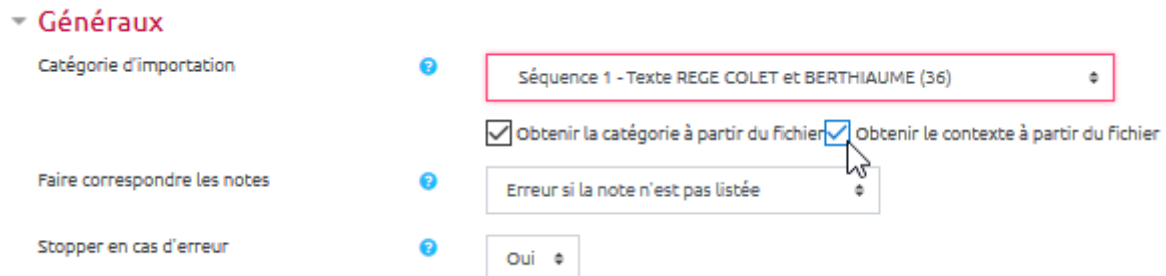 Généraux
Catégorie d'importation
Séquence 1 - Texte REGE COLET et BERTHIAUME (36)
Obtenir la catégorie à partir du fichier Obtenir le contexte à partir du fichier
Faire correspondre les notes
Erreur si la note n'est pas listée
Stopper en cas d'erreur
Oui